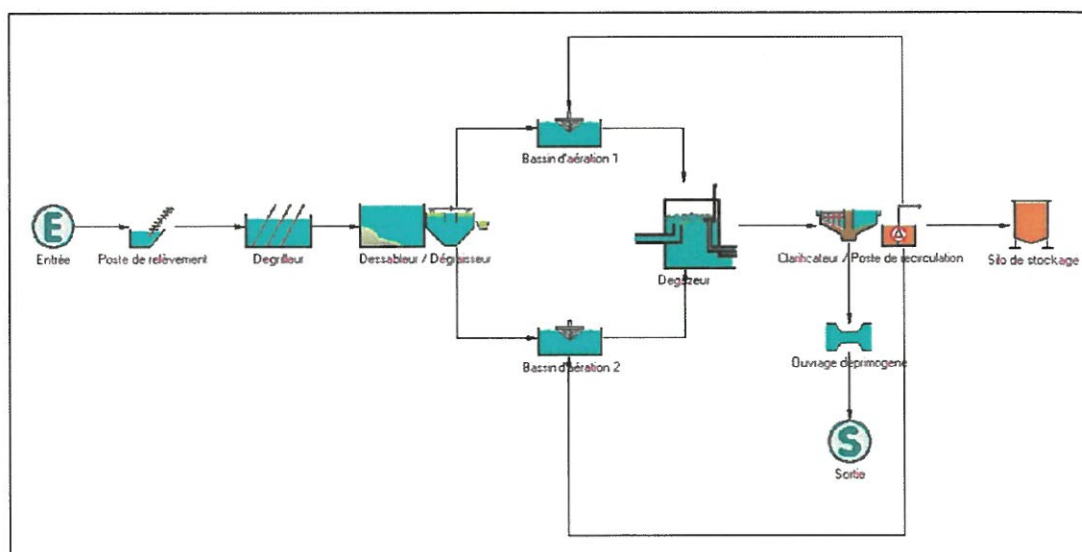 Bassin d'aération 1
E
Entrée
Poste de relèvement
Degrilleur
Dessableur / Dégraisseur
Degazeur
Clarificateur / Poste de recirculation
Silo de stockage
Bassin d'aération 2
Ouvrage deprimogene
S
Sortie